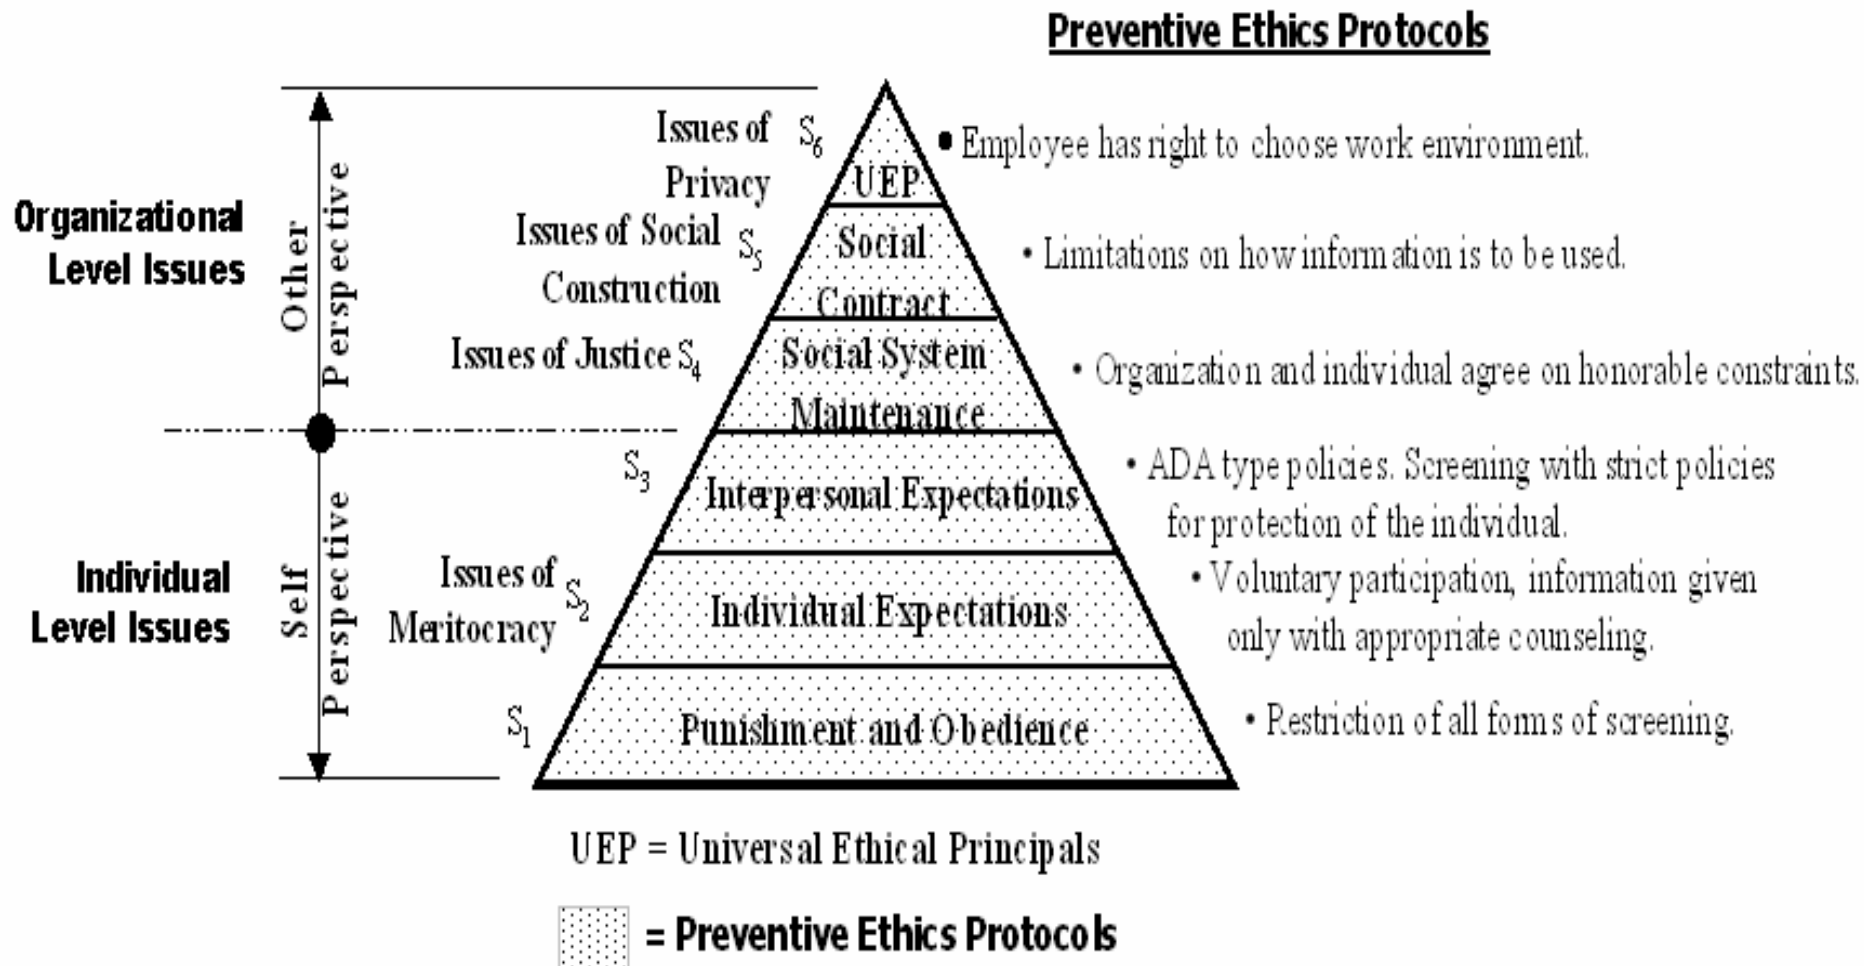 Preventive Ethics Protocols
Organizational
Level Issues
Other
Perspective
Individual
Level Issues
Self
Perspective
Issues of
Privacy
S6
UEP
• Employee has right to choose work environment.
Issues of Social
Construction
S5
Social
Contract
• Limitations on how information is to be used.
Issues of Justice S4
Social System
Maintenance
• Organization and individual agree on honorable constraints.
S3
Interpersonal Expectations
• ADA type policies. Screening with strict policies
for protection of the individual.
Issues of
Meritocracy
S2
Individual Expectations
• Voluntary participation, information given
only with appropriate counseling.
S1
Punishment and Obedience
• Restriction of all forms of screening.
UEP = Universal Ethical Principals
= Preventive Ethics Protocols